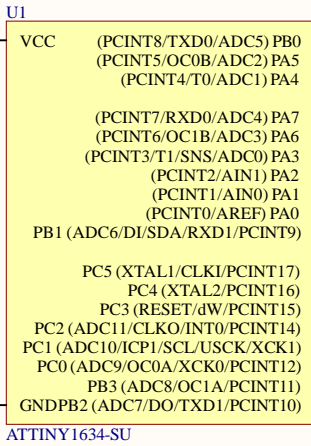 U1
VCC (PCINT8/TXD0/ADC5) PB0
(PCINT5/OC0B/ADC2) PA5
(PCINT4/T0/ADC1) PA4
(PCINT7/RXD0/ADC4) PA7
(PCINT6/OC1B/ADC3) PA6
(PCINT3/T1/SNS/ADC0) PA3
(PCINT2/AIN1) PA2
(PCINT1/AIN0) PA1
(PCINT0/AREF) PA0
PB1 (ADC6/DI/SDA/RXD1/PCINT9)
PC5 (XTAL1/CLKI/PCINT17)
PC4 (XTAL2/PCINT16)
PC3 (RESET/dW/PCINT15)
PC2 (ADC11/CLKO/INT0/PCINT14)
PC1 (ADC10/ICP1/SCL/USCK/XCK1)
PC0 (ADC9/OC0A/XCK0/PCINT12)
PB3 (ADC8/OC1A/PCINT11)
GND PB2 (ADC7/DO/TXD1/PCINT10)
ATTINY1634-SU